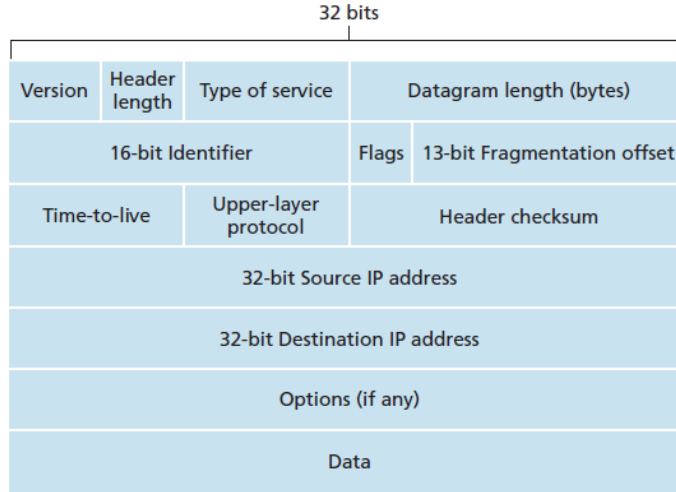 32 bits
Version
Header
length
Type of service
Datagram length (bytes)
16-bit Identifier
Flags
13-bit Fragmentation offset
Time-to-live
Upper-layer
protocol
Header checksum
32-bit Source IP address
32-bit Destination IP address
Options (if any)
Data